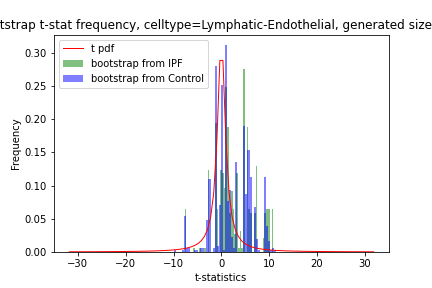 tstrap t-stat frequency, celltype=Lymphatic-Endothelial, generated size
t pdf
bootstrap from IPF
bootstrap from Control
Frequency
0.30
0.25
0.20
0.15
0.10
0.05
0.00
−30 −20 −10 0 10 20 30
t-statistics